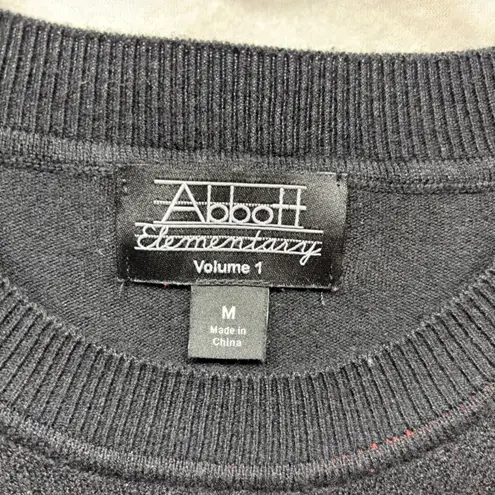 Abbott
Elementary
Volume 1
M
Made in
China